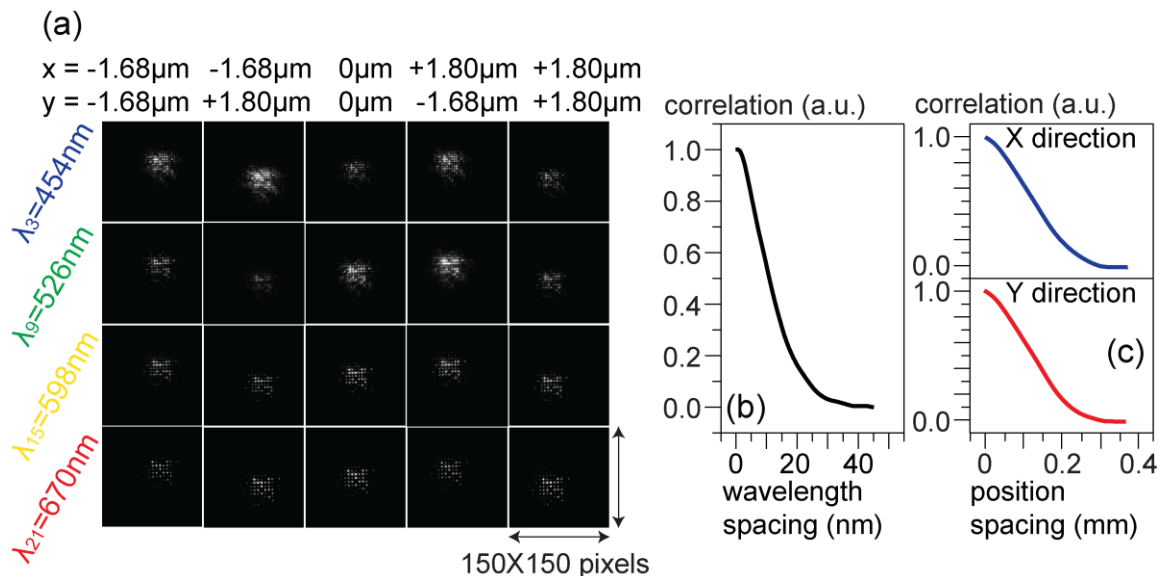 (a)
x = -1.68µm -1.68µm 0µm +1.80µm +1.80µm
y = -1.68µm +1.80µm 0µm -1.68µm +1.80µm
λ3=454nm
λ9=526nm
λ15=598nm
λ21=670nm
150X150 pixels
correlation (a.u.)
1.0
0.8
0.6
0.4
0.2
0.0
(b)
0 20 40
wavelength
spacing (nm)
correlation (a.u.)
1.0
X direction
0.0
1.0
Y direction
(c)
0.0
0 0.2 0.4
position
spacing (mm)